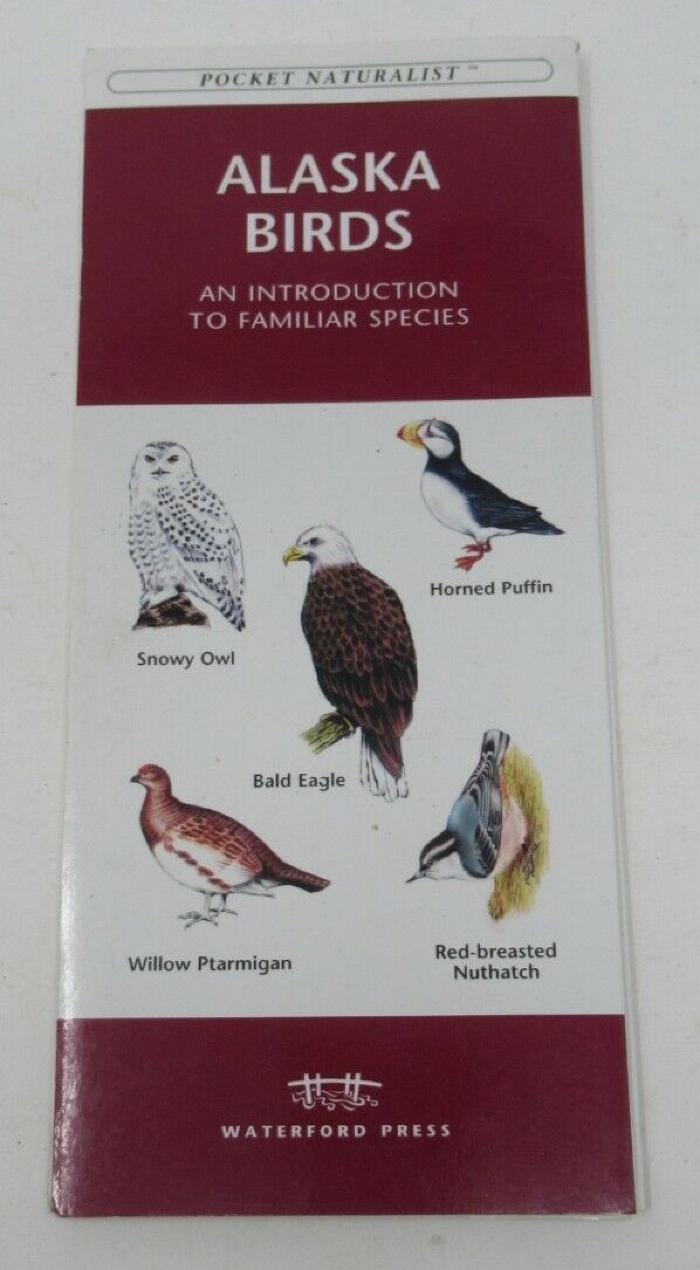 POCKET NATURALIST™
ALASKA
BIRDS
AN INTRODUCTION
TO FAMILIAR SPECIES
Horned Puffin
Snowy Owl
Bald Eagle
Willow Ptarmigan
Red-breasted
Nuthatch
WATERFORD PRESS